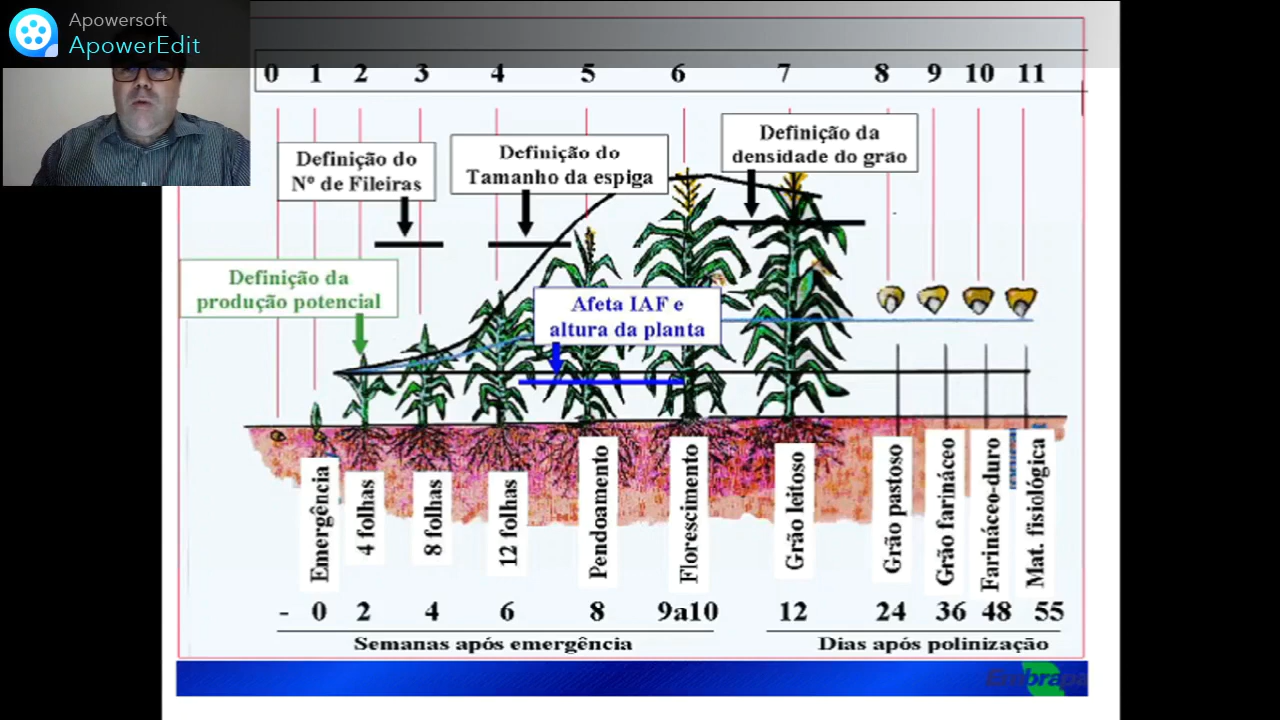 Apowersoft
ApowerEdit
0 1 2 3 4 5 6 7 8 9 10 11
Definição da
densidade do grão
Definição do
Tamanho da espiga
Definição do
Nº de Fileiras
Definição da
produção potencial
Afeta IAF e
altura da planta
Emergência
4 folhas
8 folhas
12 folhas
Pendoamento
Florescimento
Grão leitoso
Grão pastoso
Grão farináceo
Farináceo-duro
Mat. fisiológica
- 0 2 4 6 8 9a10 12 24 36 48 55
Semanas após emergência
Dias após polinização
Embrapa